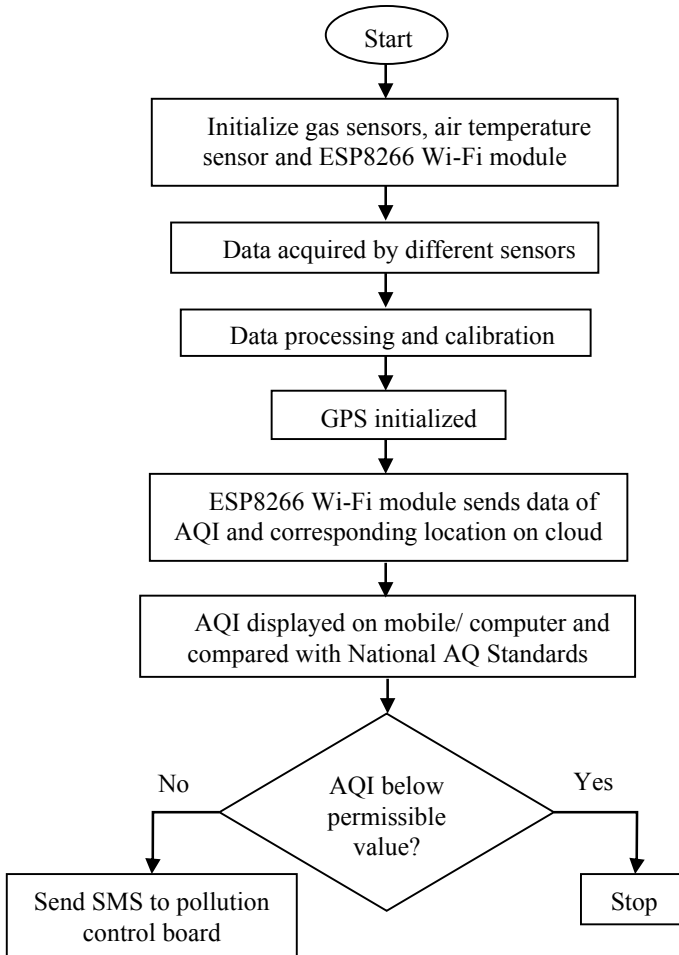 Start
Initialize gas sensors, air temperature
sensor and ESP8266 Wi-Fi module
Data acquired by different sensors
Data processing and calibration
GPS initialized
ESP8266 Wi-Fi module sends data of
AQI and corresponding location on cloud
AQI displayed on mobile/ computer and
compared with National AQ Standards
No
AQI below
permissible
value?
Yes
Send SMS to pollution
control board
Stop